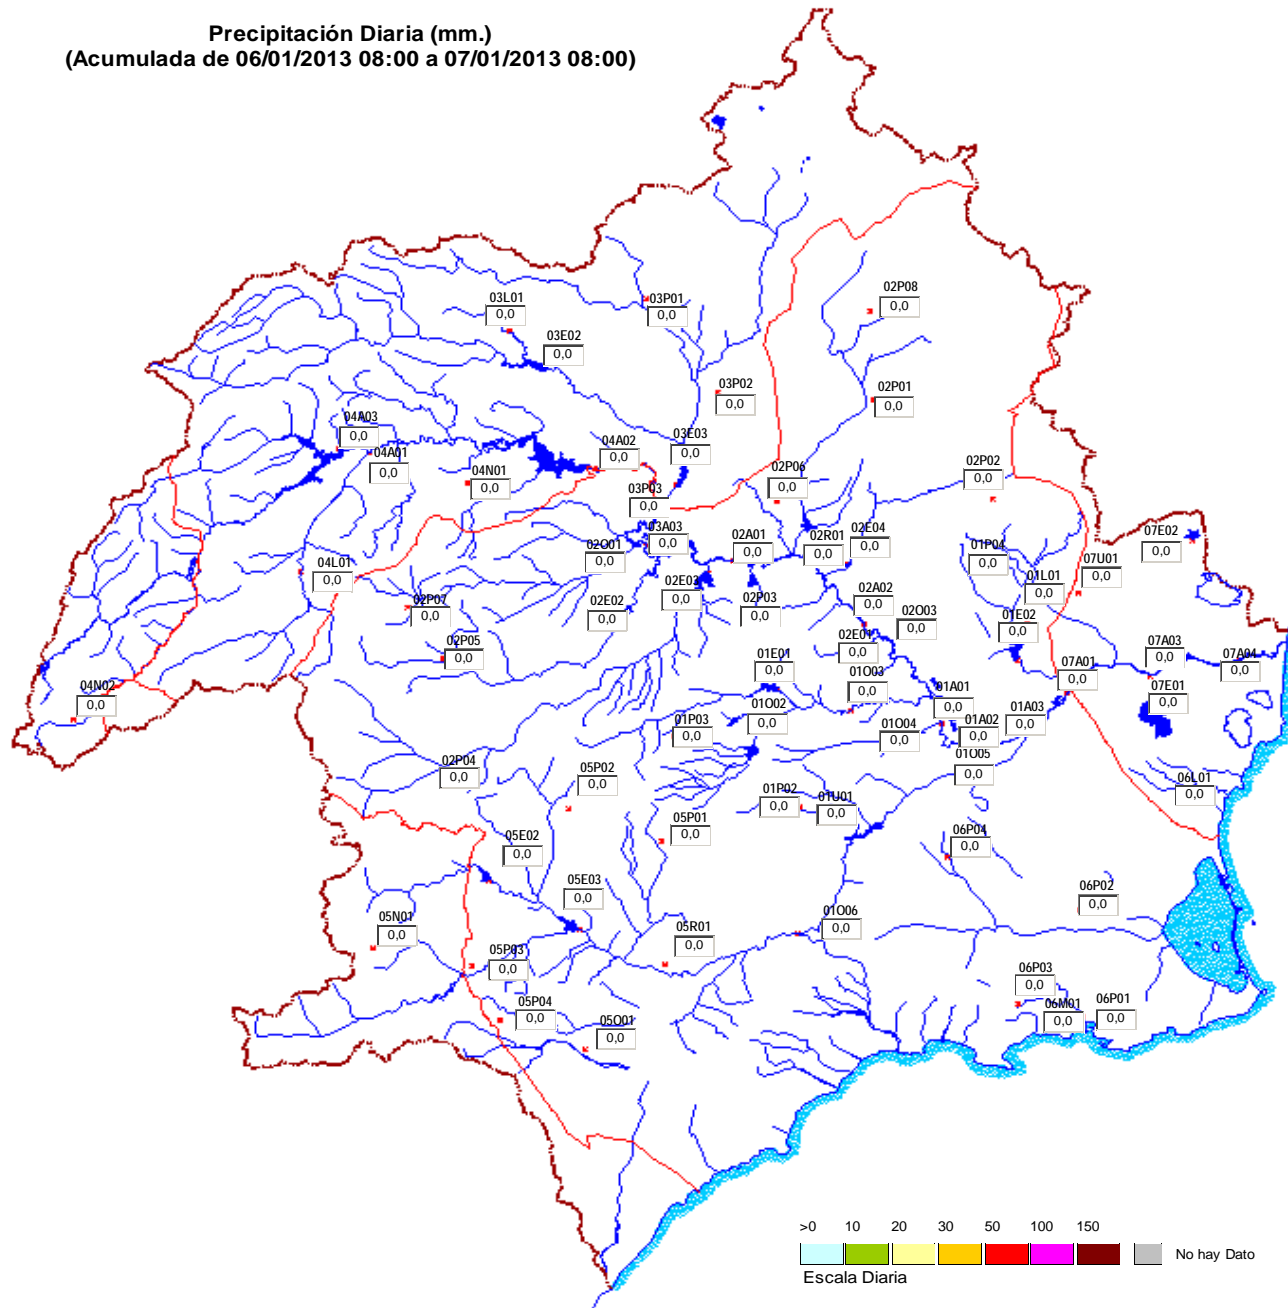 Precipitación Diaria (mm.)
(Acumulada de 06/01/2013 08:00 a 07/01/2013 08:00)
03L01
0,0
03P01
0,0
02P08
0,0
03E02
0,0
03P02
0,0
02P01
0,0
04A03
0,0
04A01
0,0
04N01
0,0
04A02
0,0
03E03
0,0
02P06
0,0
02P02
0,0
03P03
0,0
03A03
0,0
02O01
0,0
02A01
0,0
02R01
0,0
02E04
0,0
01P04
0,0
07E02
0,0
07U01
0,0
01L01
0,0
04L01
0,0
02P07
0,0
02E02
0,0
02E03
0,0
02P03
0,0
02A02
0,0
02O03
0,0
01E02
0,0
02P05
0,0
02E01
0,0
01E01
0,0
01O03
0,0
07A01
0,0
07A03
0,0
07A04
0,0
07E01
0,0
04N02
0,0
01P03
0,0
01O02
0,0
01O04
0,0
01A01
0,0
01A02
0,0
01A03
0,0
01O05
0,0
02P04
0,0
05P02
0,0
01P02
0,0
01U01
0,0
06L01
0,0
05E02
0,0
05P01
0,0
06P04
0,0
05E03
0,0
06P02
0,0
05N01
0,0
05P03
0,0
05R01
0,0
01O06
0,0
05P04
0,0
05O01
0,0
06P03
0,0
06M01
0,0
06P01
0,0
>0 10 20 30 50 100 150
No hay Dato
Escala Diaria